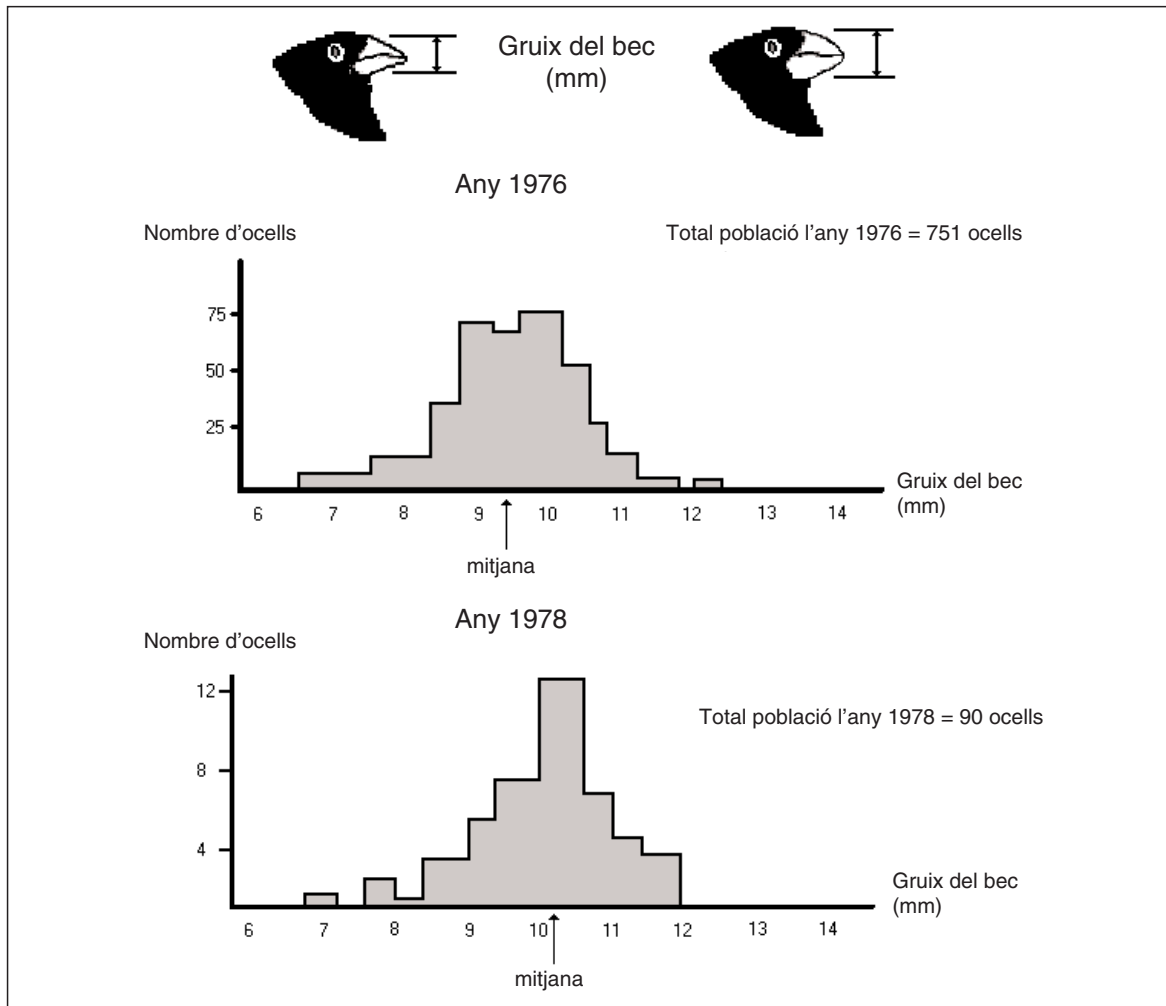 Gruix del bec
(mm)
Any 1976
Nombre d'ocells
Total població l'any 1976 = 751 ocells
75
50
25
Gruix del bec
(mm)
6 7 8 9 10 11 12 13 14
mitjana
Any 1978
Nombre d'ocells
12
Total població l'any 1978 = 90 ocells
8
4
Gruix del bec
(mm)
6 7 8 9 10 11 12 13 14
mitjana